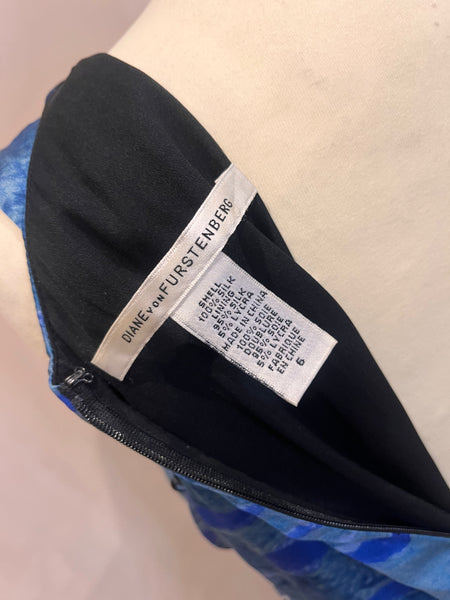 DIANE VON FURSTENBERG
SHELL
100% SILK
LINING
95% SILK
5% LYCRA
MADE IN CHINA
100% SOIE
DOUBLURE
95% SOIE
5% LYCRA
FABRIQUE
EN CHINE
6